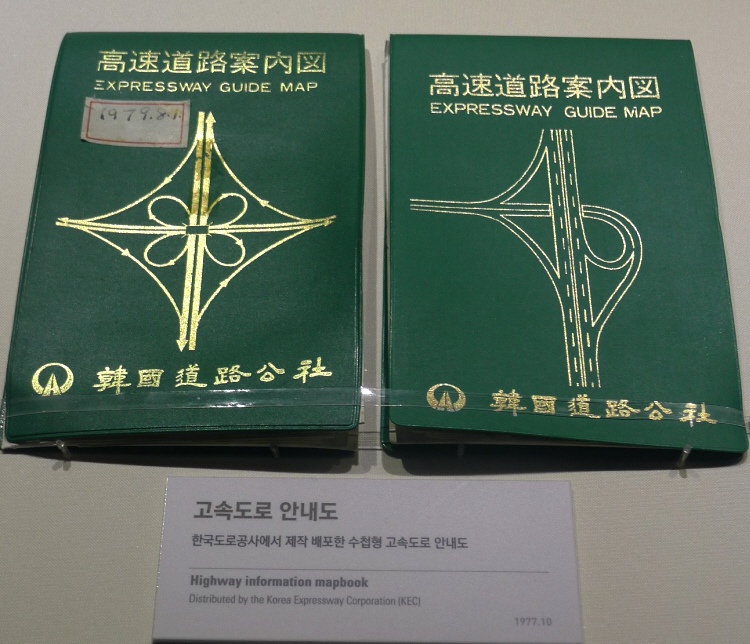 高速道路案内図
EXPRESSWAY GUIDE MAP
1979.8.1.
韓國道路公社
高速道路案内図
EXPRESSWAY GUIDE MAP
韓國道路公社
고속도로 안내도
한국도로공사에서 제작 배포한 수첩형 고속도로 안내도
Highway information mapbook
Distributed by the Korea Expressway Corporation (KEC)
1977.10